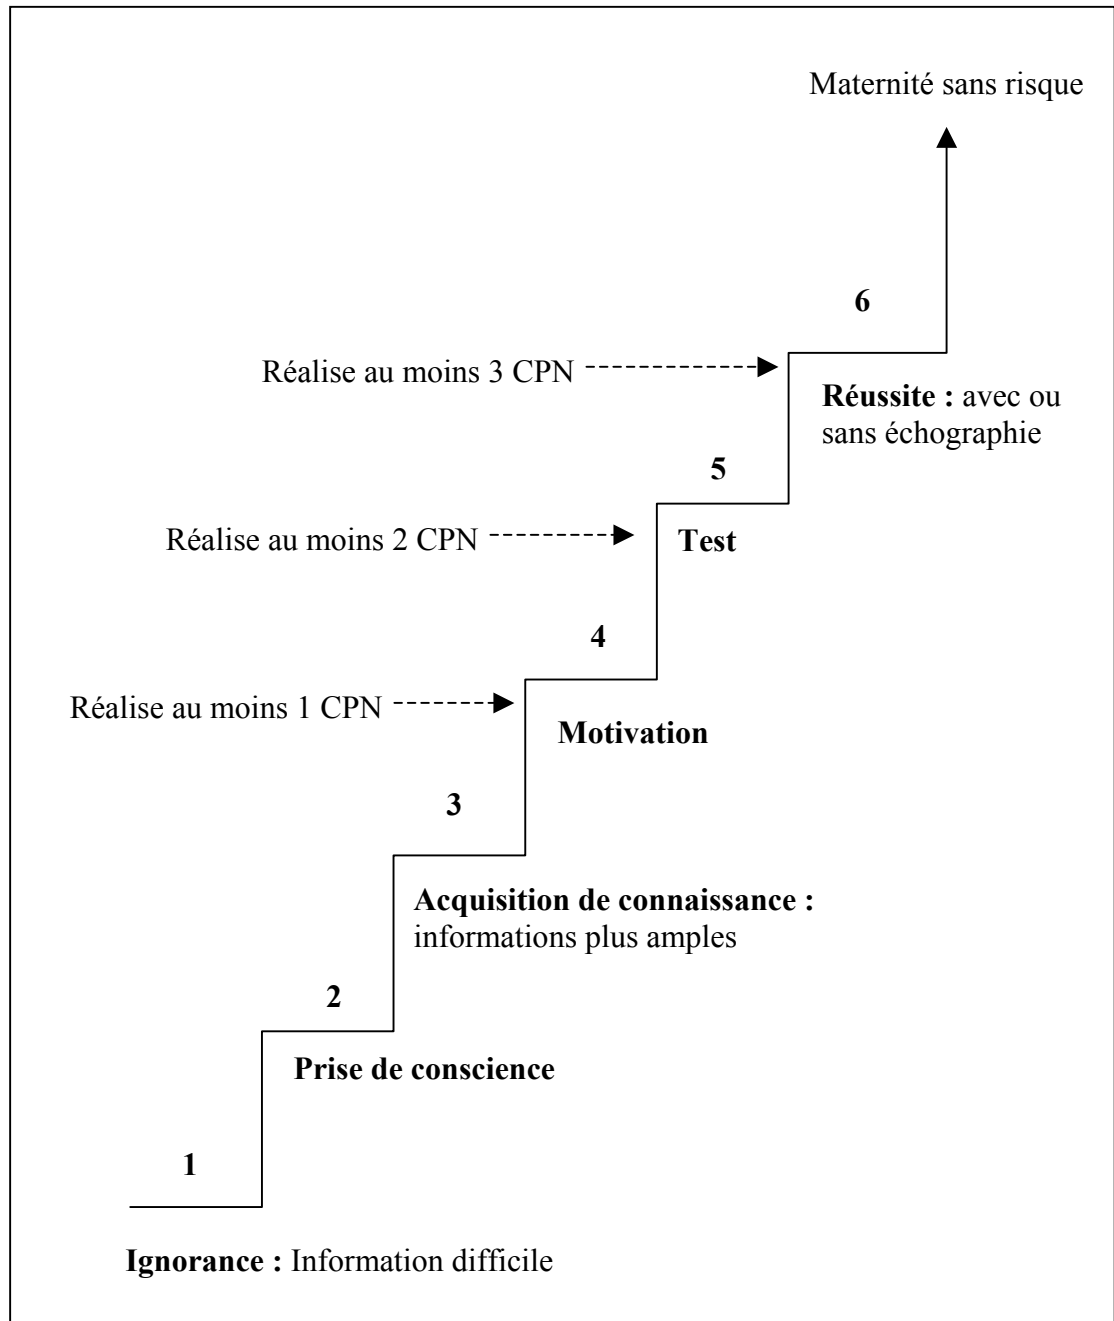 Maternité sans risque
6
Réalise au moins 3 CPN
Réussite : avec ou
sans échographie
5
Réalise au moins 2 CPN
Test
4
Réalise au moins 1 CPN
Motivation
3
Acquisition de connaissance :
informations plus amples
2
Prise de conscience
1
Ignorance : Information difficile